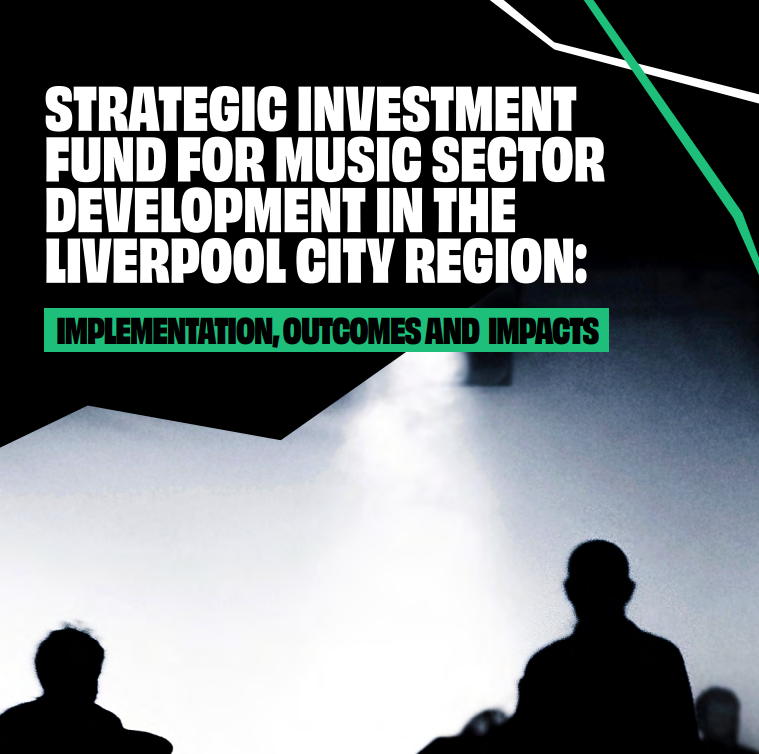 STRATEGIC INVESTMENT
FUND FOR MUSIC SECTOR
DEVELOPMENT IN THE
LIVERPOOL CITY REGION:
IMPLEMENTATION, OUTCOMES AND IMPACTS